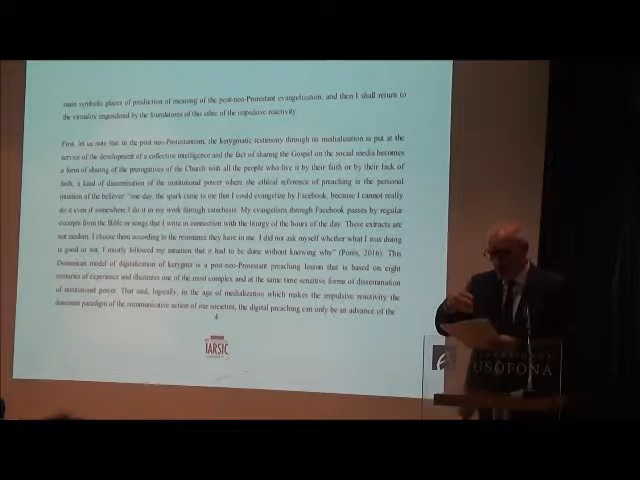 main symbolic places of production of meaning of the post-neo-Protestant evangelization, and then I shall return to
the virtuality engendered by the foundations of this ethic of the impulsive reactivity.
First, let us note that in the post neo-Protestantism, the kerygmatic testimony through its medialization is put at the
service of the development of a collective intelligence and the fact of sharing the Gospel on the social media becomes
a form of sharing of the prerogatives of the Church with all the people who live is by their faith or by their lack of
faith, a kind of dissemination of the institutional power where the ethical reference of preaching is the personal
intuition of the believer: "one day, the spark came to me that I could evangelize by Facebook, because I cannot really
do it even if somewhere I do it in my work through catechesis. My evangelism through Facebook passes by regular
excerpts from the Bible or songs that I write in connection with the liturgy of the hours of the day. These extracts are
not random. I choose them according to the resonance they have in me. I did not ask myself whether what I was doing
is good or not, I mostly followed my intuition that it had to be done without knowing why" (Pores, 2016). This
Dominican model of digitalization of kerygma is a post-neo-Protestant preaching lesson that is based on eight
centuries of experience and illustrates one of the most complex and at the same time sensitive forms of dissemination
of institutional power. That said, logically, in the age of medialization which makes the impulsive reactivity the
dominant paradigm of the communicative action of our societies, the digital preaching can only be an advance of the
4
IARSIC
USÓFONA